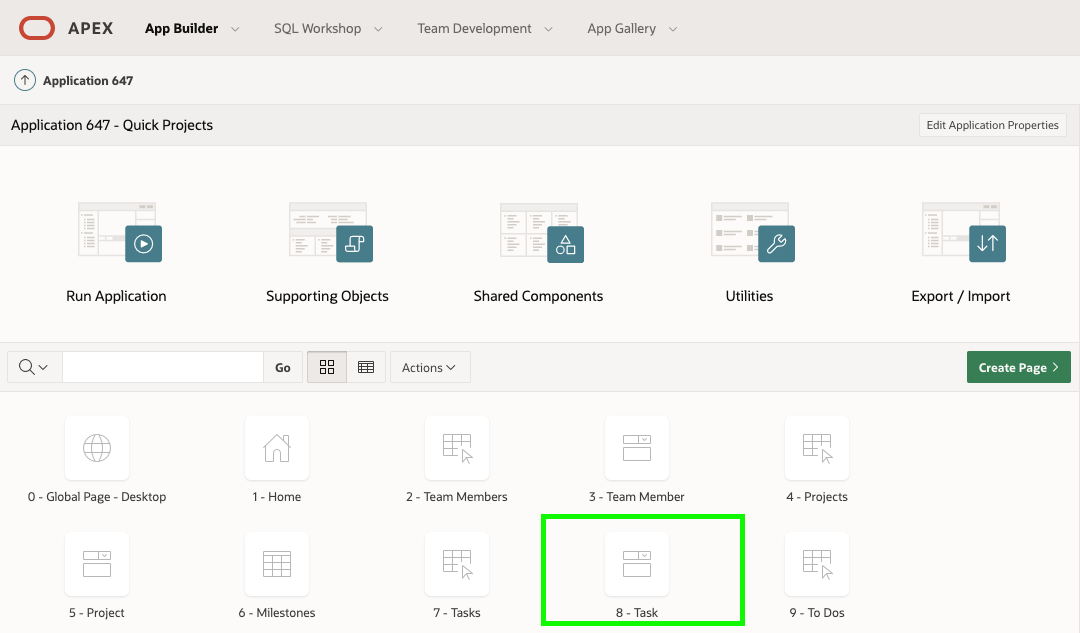 APEX App Builder SQL Workshop Team Development App Gallery
Application 647
Application 647 - Quick Projects Edit Application Properties
Run Application Supporting Objects Shared Components Utilities Export / Import
Go Actions Create Page
0 - Global Page - Desktop 1 - Home 2 - Team Members 3 - Team Member 4 - Projects
5 - Project 6 - Milestones 7 - Tasks 8 - Task 9 - To Dos